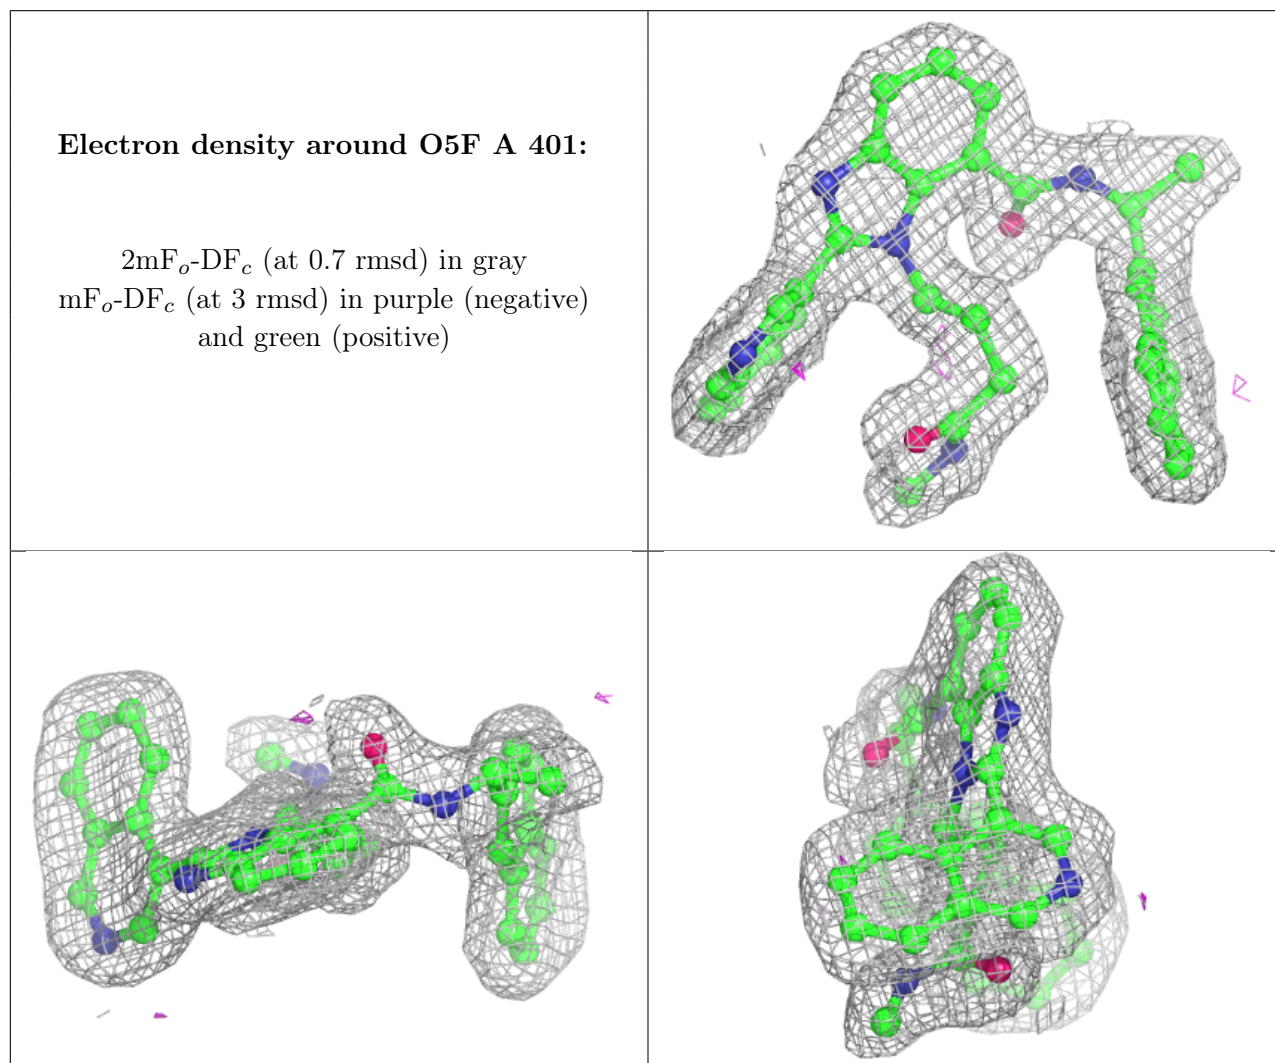 Electron density around O5F A 401:
2mFo-DFc (at 0.7 rmsd) in gray
mFo-DFc (at 3 rmsd) in purple (negative)
and green (positive)